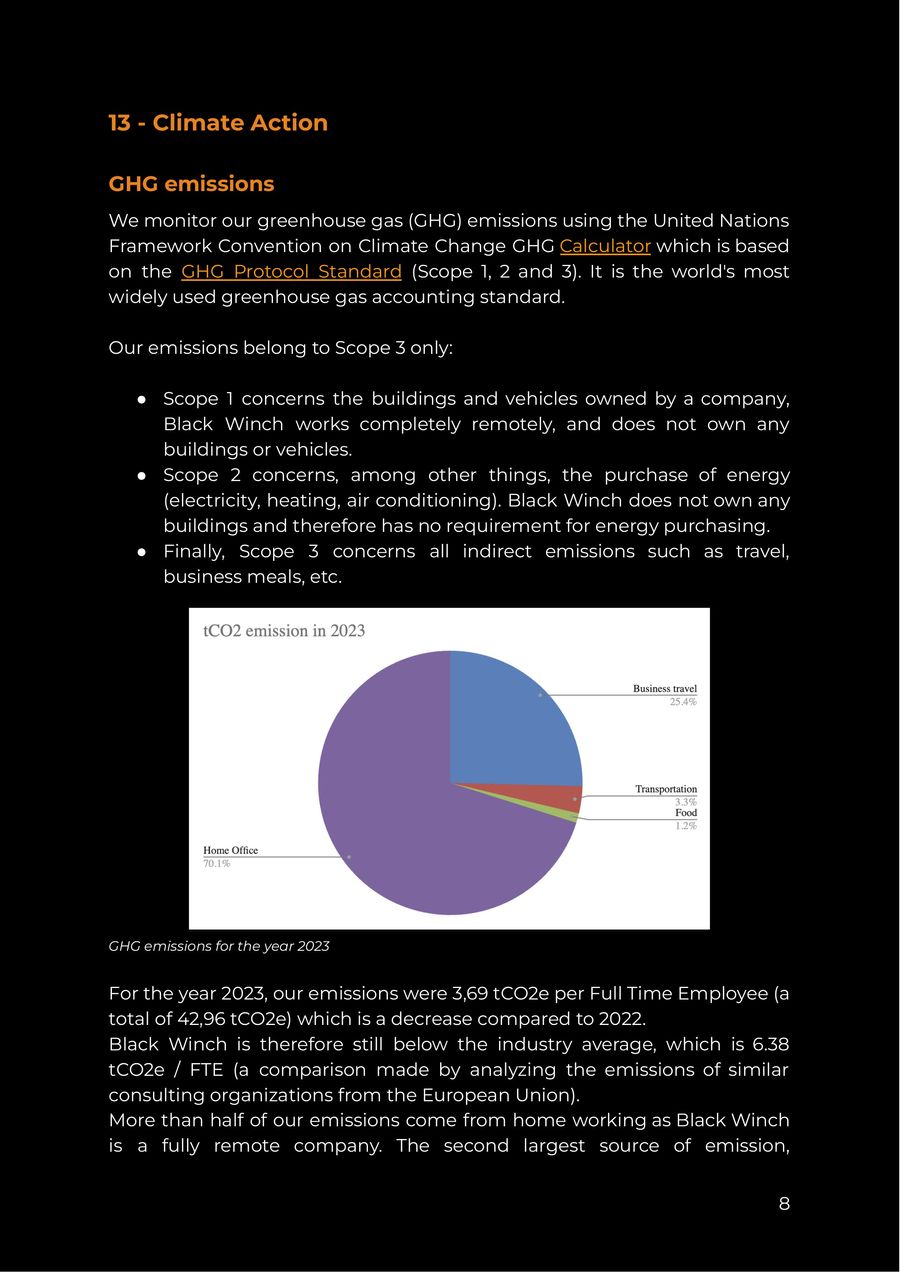 13 - Climate Action
GHG emissions
We monitor our greenhouse gas (GHG) emissions using the United Nations
Framework Convention on Climate Change GHG Calculator which is based
on the GHG Protocol Standard (Scope 1, 2 and 3). It is the world's most
widely used greenhouse gas accounting standard.
Our emissions belong to Scope 3 only:
● Scope 1 concerns the buildings and vehicles owned by a company,
Black Winch works completely remotely, and does not own any
buildings or vehicles.
● Scope 2 concerns, among other things, the purchase of energy
(electricity, heating, air conditioning). Black Winch does not own any
buildings and therefore has no requirement for energy purchasing.
● Finally, Scope 3 concerns all indirect emissions such as travel,
business meals, etc.
tCO2 emission in 2023
Business travel
25.4%
Transportation
3.3%
Food
1.2%
Home Office
70.1%
GHG emissions for the year 2023
For the year 2023, our emissions were 3,69 tCO2e per Full Time Employee (a
total of 42,96 tCO2e) which is a decrease compared to 2022.
Black Winch is therefore still below the industry average, which is 6.38
tCO2e / FTE (a comparison made by analyzing the emissions of similar
consulting organizations from the European Union).
More than half of our emissions come from home working as Black Winch
is a fully remote company. The second largest source of emission,
8